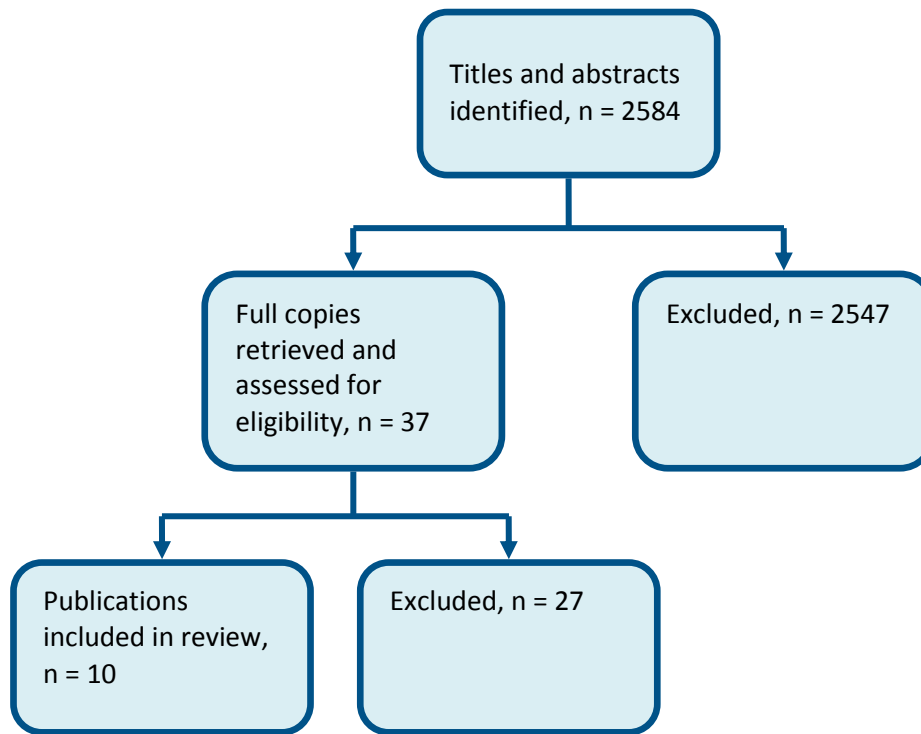 Titles and abstracts
identified, n = 2584
Full copies
retrieved and
assessed for
eligibility, n = 37
Excluded, n = 2547
Publications
included in review,
n = 10
Excluded, n = 27